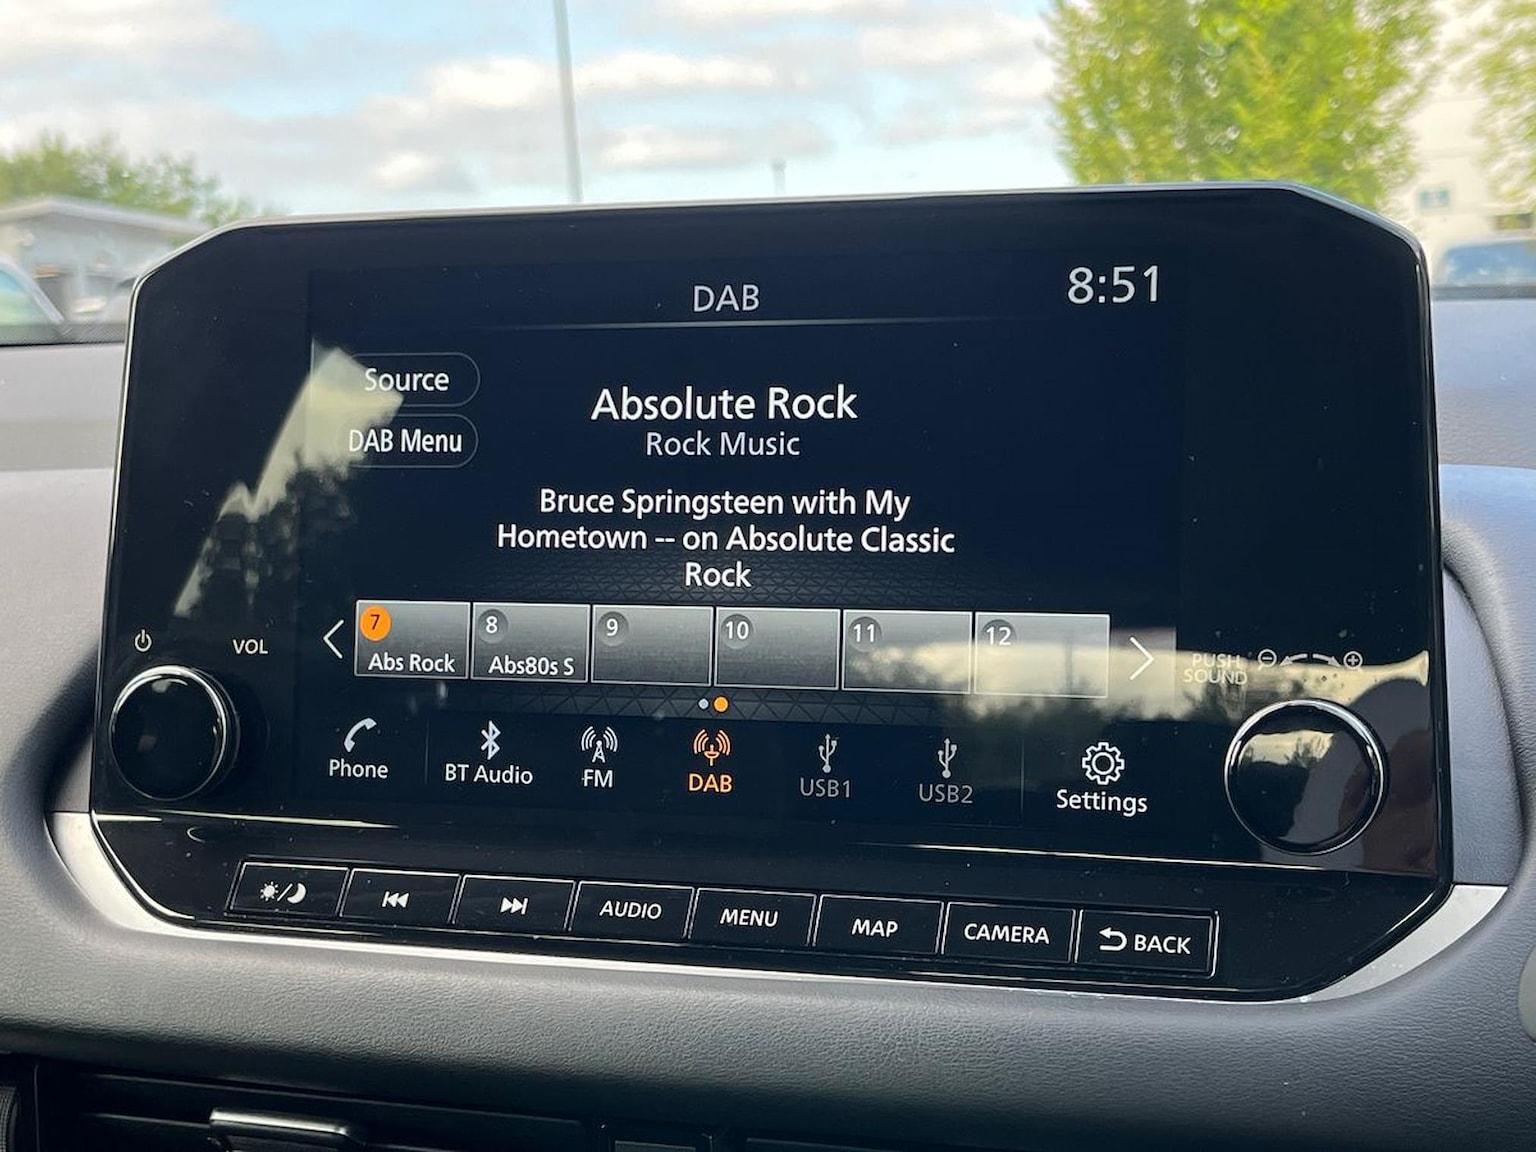 DAB
8:51
Source
DAB Menu
Absolute Rock
Rock Music
Bruce Springsteen with My
Hometown -- on Absolute Classic
Rock
7
Abs Rock
8
Abs80s S
9
10
11
12
VOL
PUSH
SOUND
Phone
BT Audio
FM
DAB
USB1
USB2
Settings
AUDIO
MENU
MAP
CAMERA
BACK